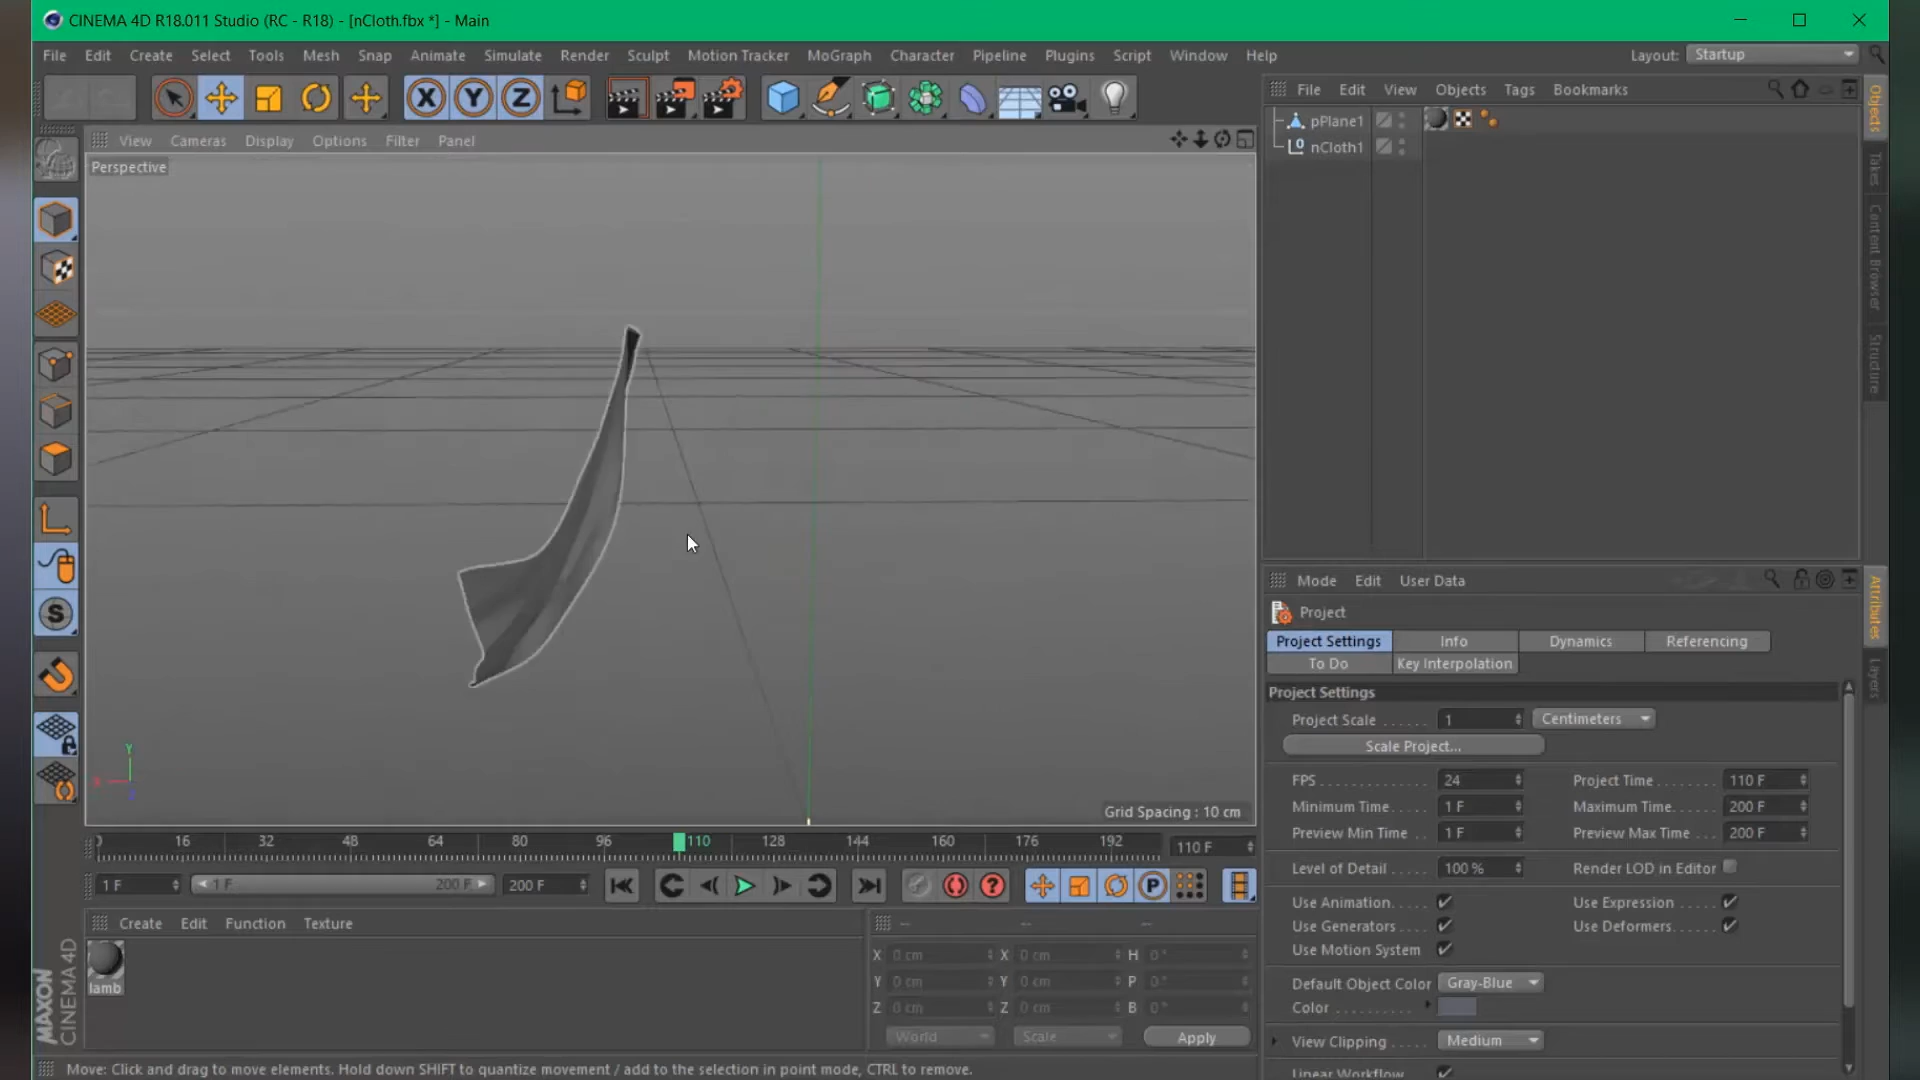 CINEMA 4D R18.011 Studio (RC - R18) - [nCloth.fbx *] - Main
File Edit Create Select Tools Mesh Snap Animate Simulate Render Sculpt Motion Tracker MoGraph Character Pipeline Plugins Script Window Help Layout: Startup
X Y Z
File Edit View Objects Tags Bookmarks
Objects
Takes
Content Browser
Structure
pPlane1
0 nCloth1
View Cameras Display Options Filter Panel
Perspective
S
Y
X
Grid Spacing : 10 cm
Mode Edit User Data
Attributes
Layers
Project
Project Settings Info Dynamics Referencing
To Do Key Interpolation
Project Settings
Project Scale 1 Centimeters
Scale Project...
FPS 24 Project Time 110 F
Minimum Time 1 F Maximum Time 200 F
Preview Min Time 1 F Preview Max Time 200 F
Level of Detail 100 % Render LOD in Editor
Use Animation Use Expression
Use Generators Use Deformers
Use Motion System
Default Object Color Gray-Blue
Color
View Clipping Medium
Linear Workflow
16 32 48 64 80 96 110 128 144 160 176 192 110 F
1 F 1 F 200 F 200 F ? P
Create Edit Function Texture -- -- --
lamb
X 0 cm X 0 cm H 0 °
Y 0 cm Y 0 cm P 0 °
Z 0 cm Z 0 cm B 0 °
World Scale Apply
MAXON
CINEMA 4D
Move: Click and drag to move elements. Hold down SHIFT to quantize movement / add to the selection in point mode, CTRL to remove.